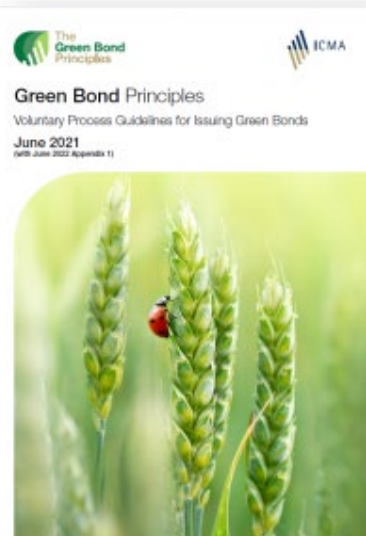 The
Green Bond
Principles
ICMA
Green Bond Principles
Voluntary Process Guidelines for Issuing Green Bonds
June 2021
(with June 2022 Appendix 1)